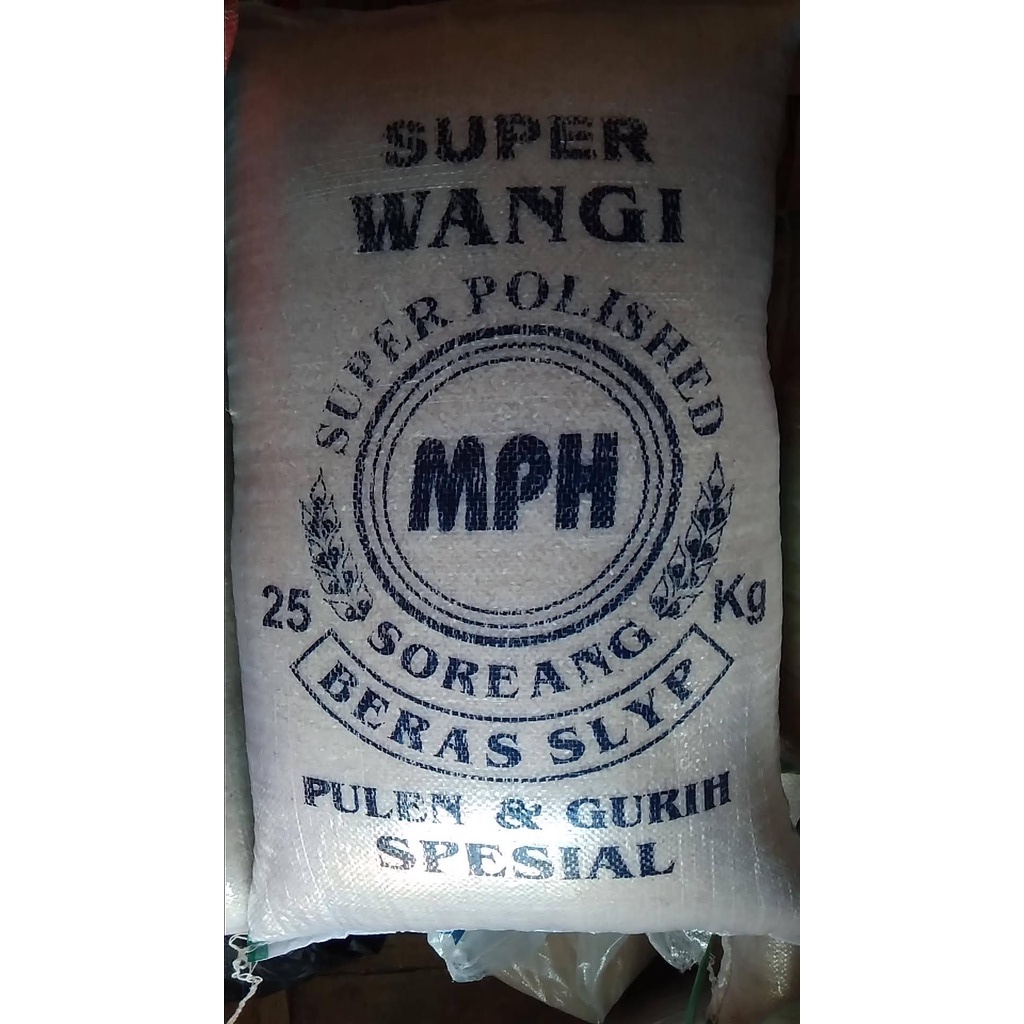 SUPER
WANGI
SUPER POLISHED
MPH
25 Kg
SOREANG
BERAS SLYP
PULEN & GURIH
SPESIAL